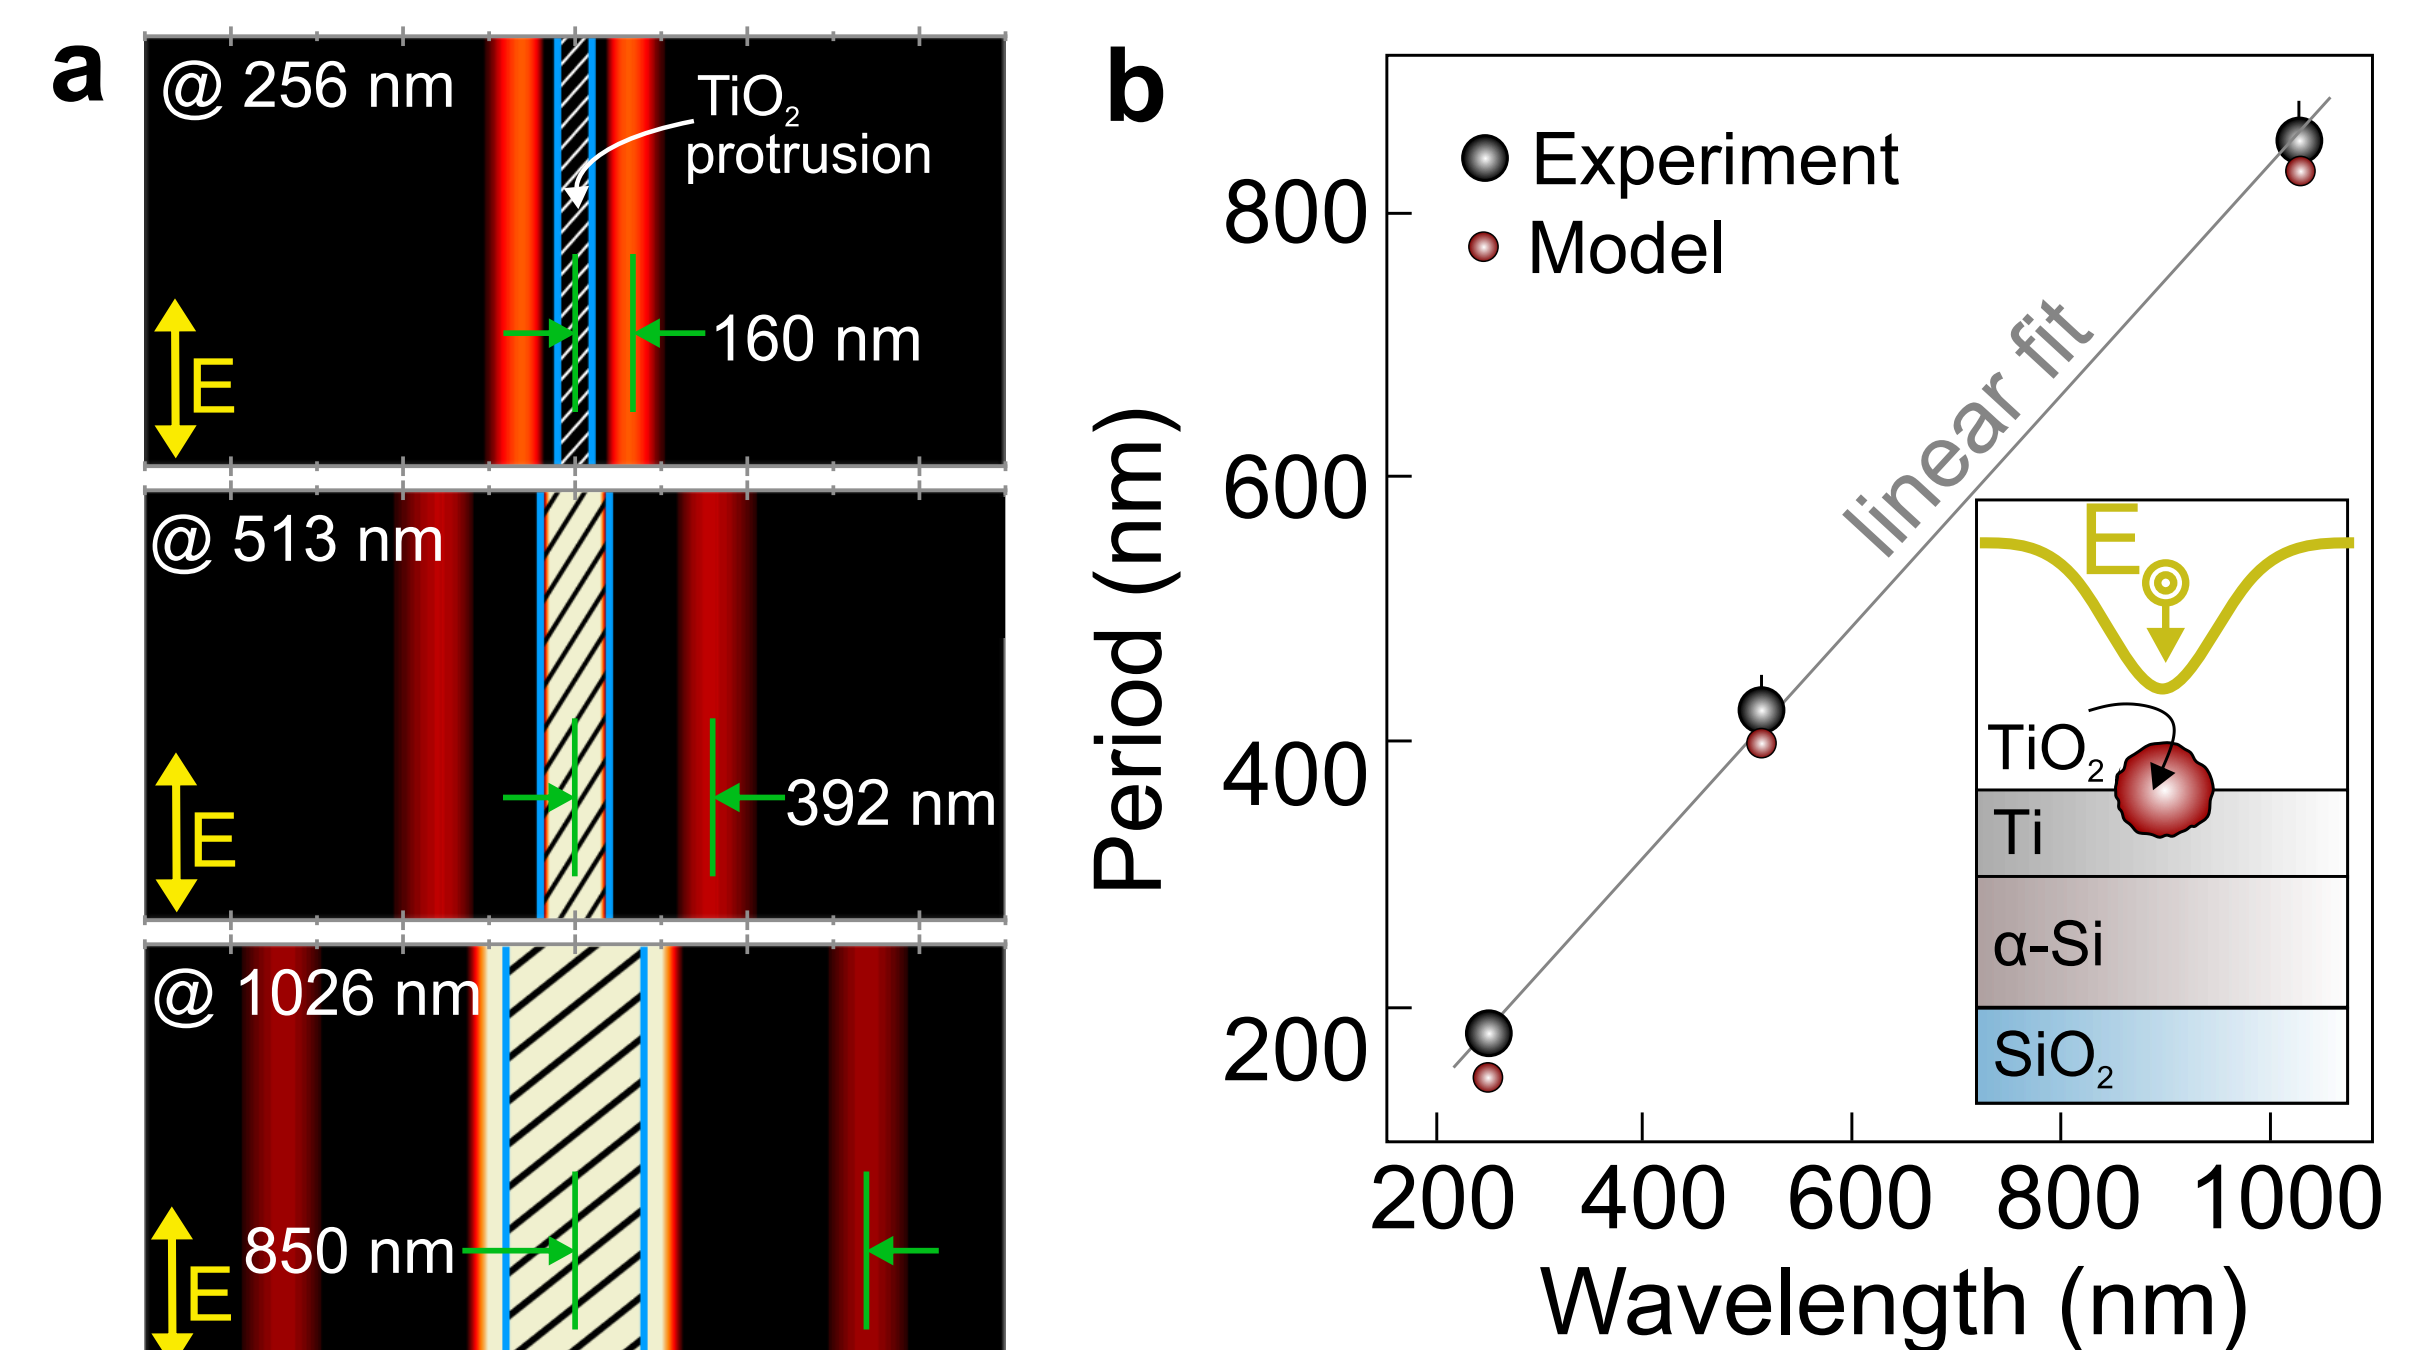 a
@ 256 nm
TiO₂
protrusion
160 nm
E
@ 513 nm
392 nm
E
@ 1026 nm
850 nm
E
b
Experiment
Model
linear fit
Period (nm)
800
600
400
200
E
TiO₂
Ti
α-Si
SiO₂
200 400 600 800 1000
Wavelength (nm)